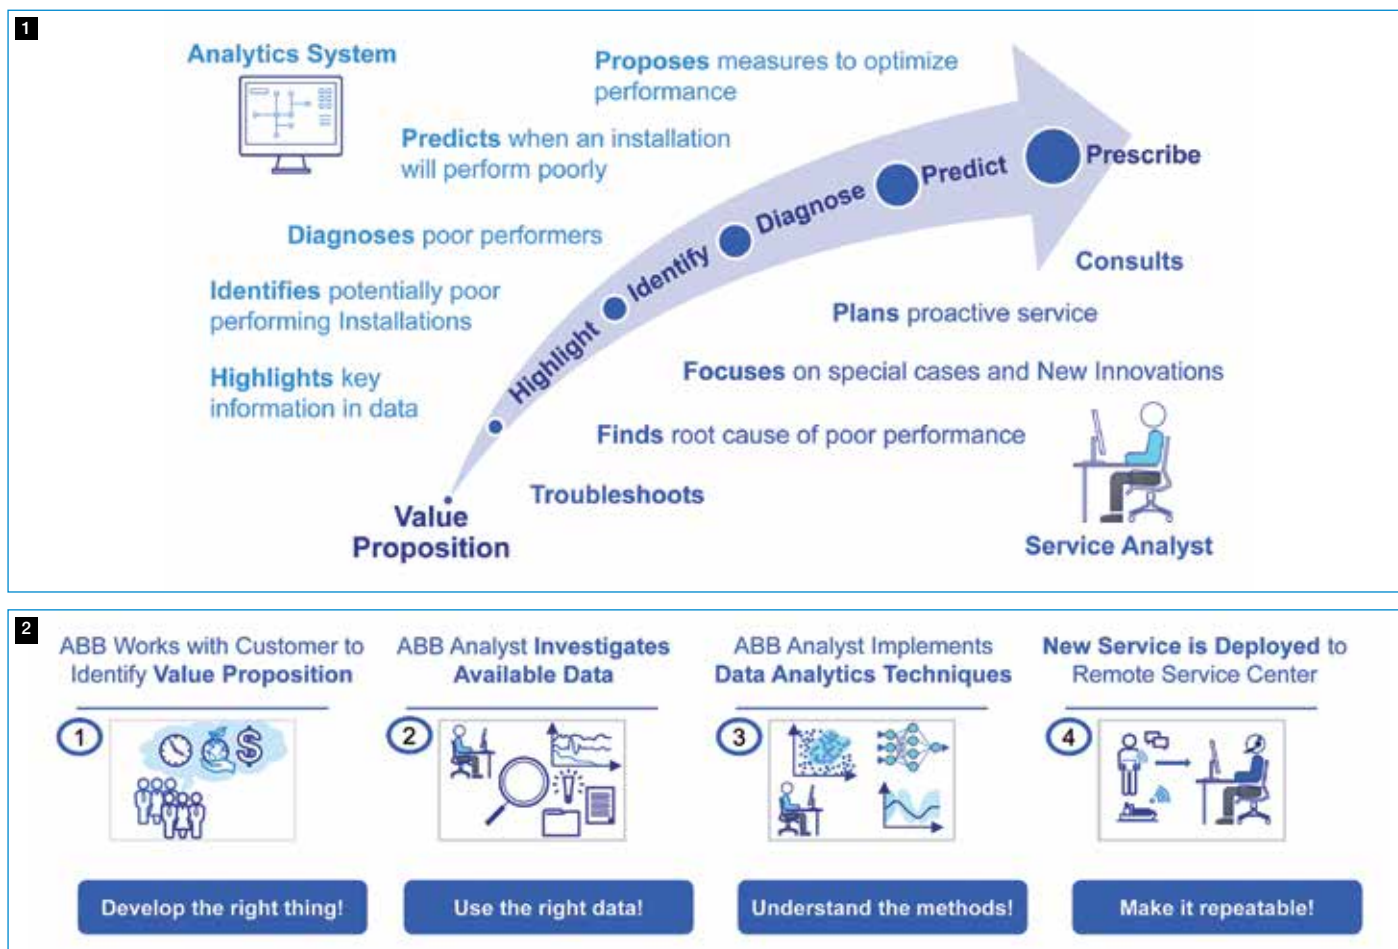 1
Analytics System
Proposes measures to optimize
performance
Predicts when an installation
will perform poorly
Diagnoses poor performers
Identifies potentially poor
performing Installations
Highlights key
information in data
Highlight
Identify
Diagnose
Predict
Prescribe
Consults
Plans proactive service
Focuses on special cases and New Innovations
Finds root cause of poor performance
Troubleshoots
Value
Proposition
Service Analyst
2
ABB Works with Customer to
Identify Value Proposition
1
Develop the right thing!
ABB Analyst Investigates
Available Data
2
Use the right data!
ABB Analyst Implements
Data Analytics Techniques
3
Understand the methods!
New Service is Deployed to
Remote Service Center
4
Make it repeatable!